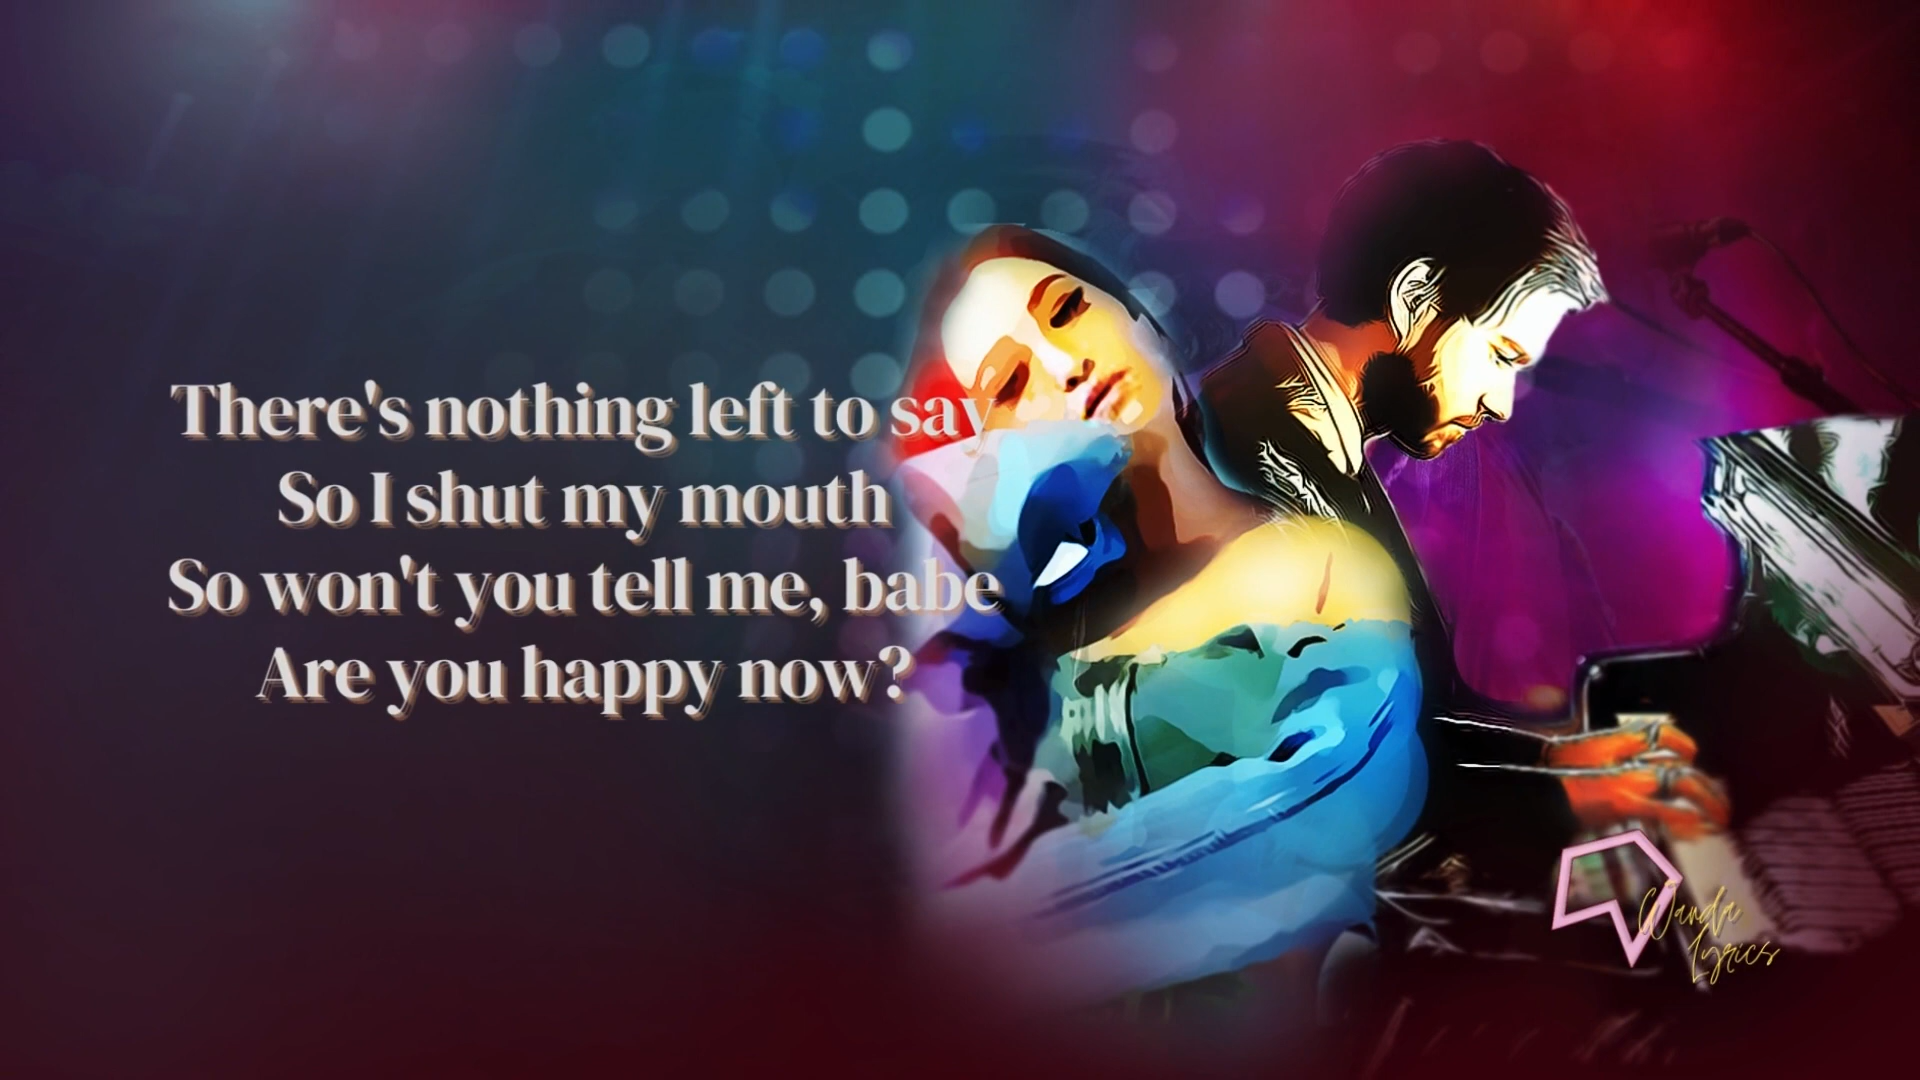 There's nothing left to say
So I shut my mouth
So won't you tell me, babe
Are you happy now?
Wanda
Lyrics